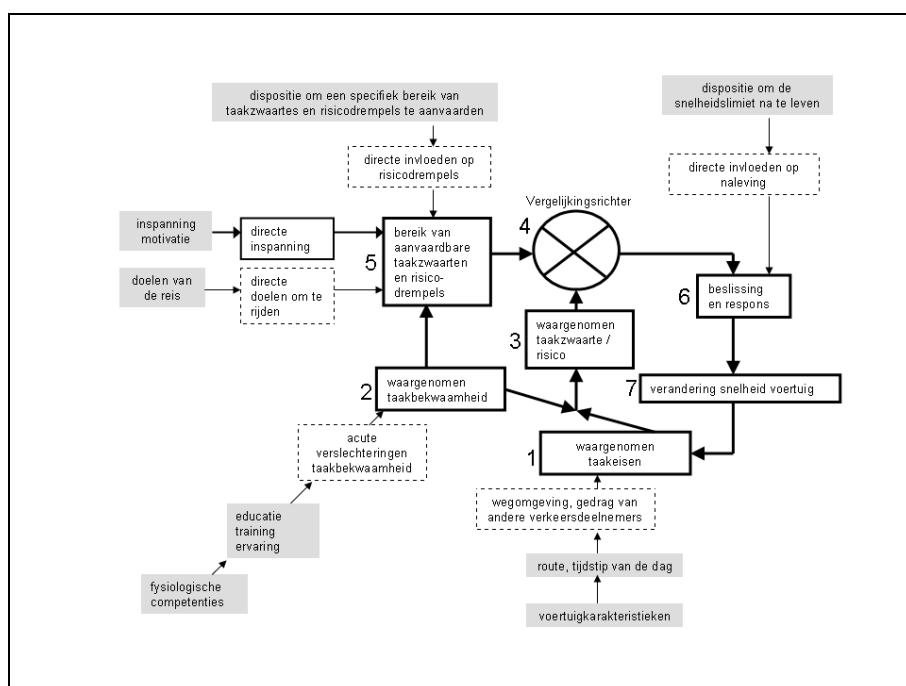 dispositie om een specifiek bereik van
taakzwaartes en risicodrempels te aanvaarden
dispositie om de
snelheidslimiet na te leven
directe invloeden op
risicodrempels
directe invloeden op
naleving
Vergelijkingsrichter
4
inspanning
motivatie
directe
inspanning
bereik van
aanvaardbare
taakzwaarten
en risico-
drempels
5
doelen van
de reis
directe
doelen om te
rijden
6
beslissing
en respons
3
waargenomen
taakzwaarte /
risico
2
waargenomen
taakbekwaamheid
7
verandering snelheid voertuig
acute
verslechteringen
taakbekwaamheid
1
waargenomen
taakeisen
wegomgeving, gedrag van
andere verkeersdeelnemers
educatie
training
ervaring
route, tijdstip van de dag
fysiologische
competenties
voertuigkarakteristieken